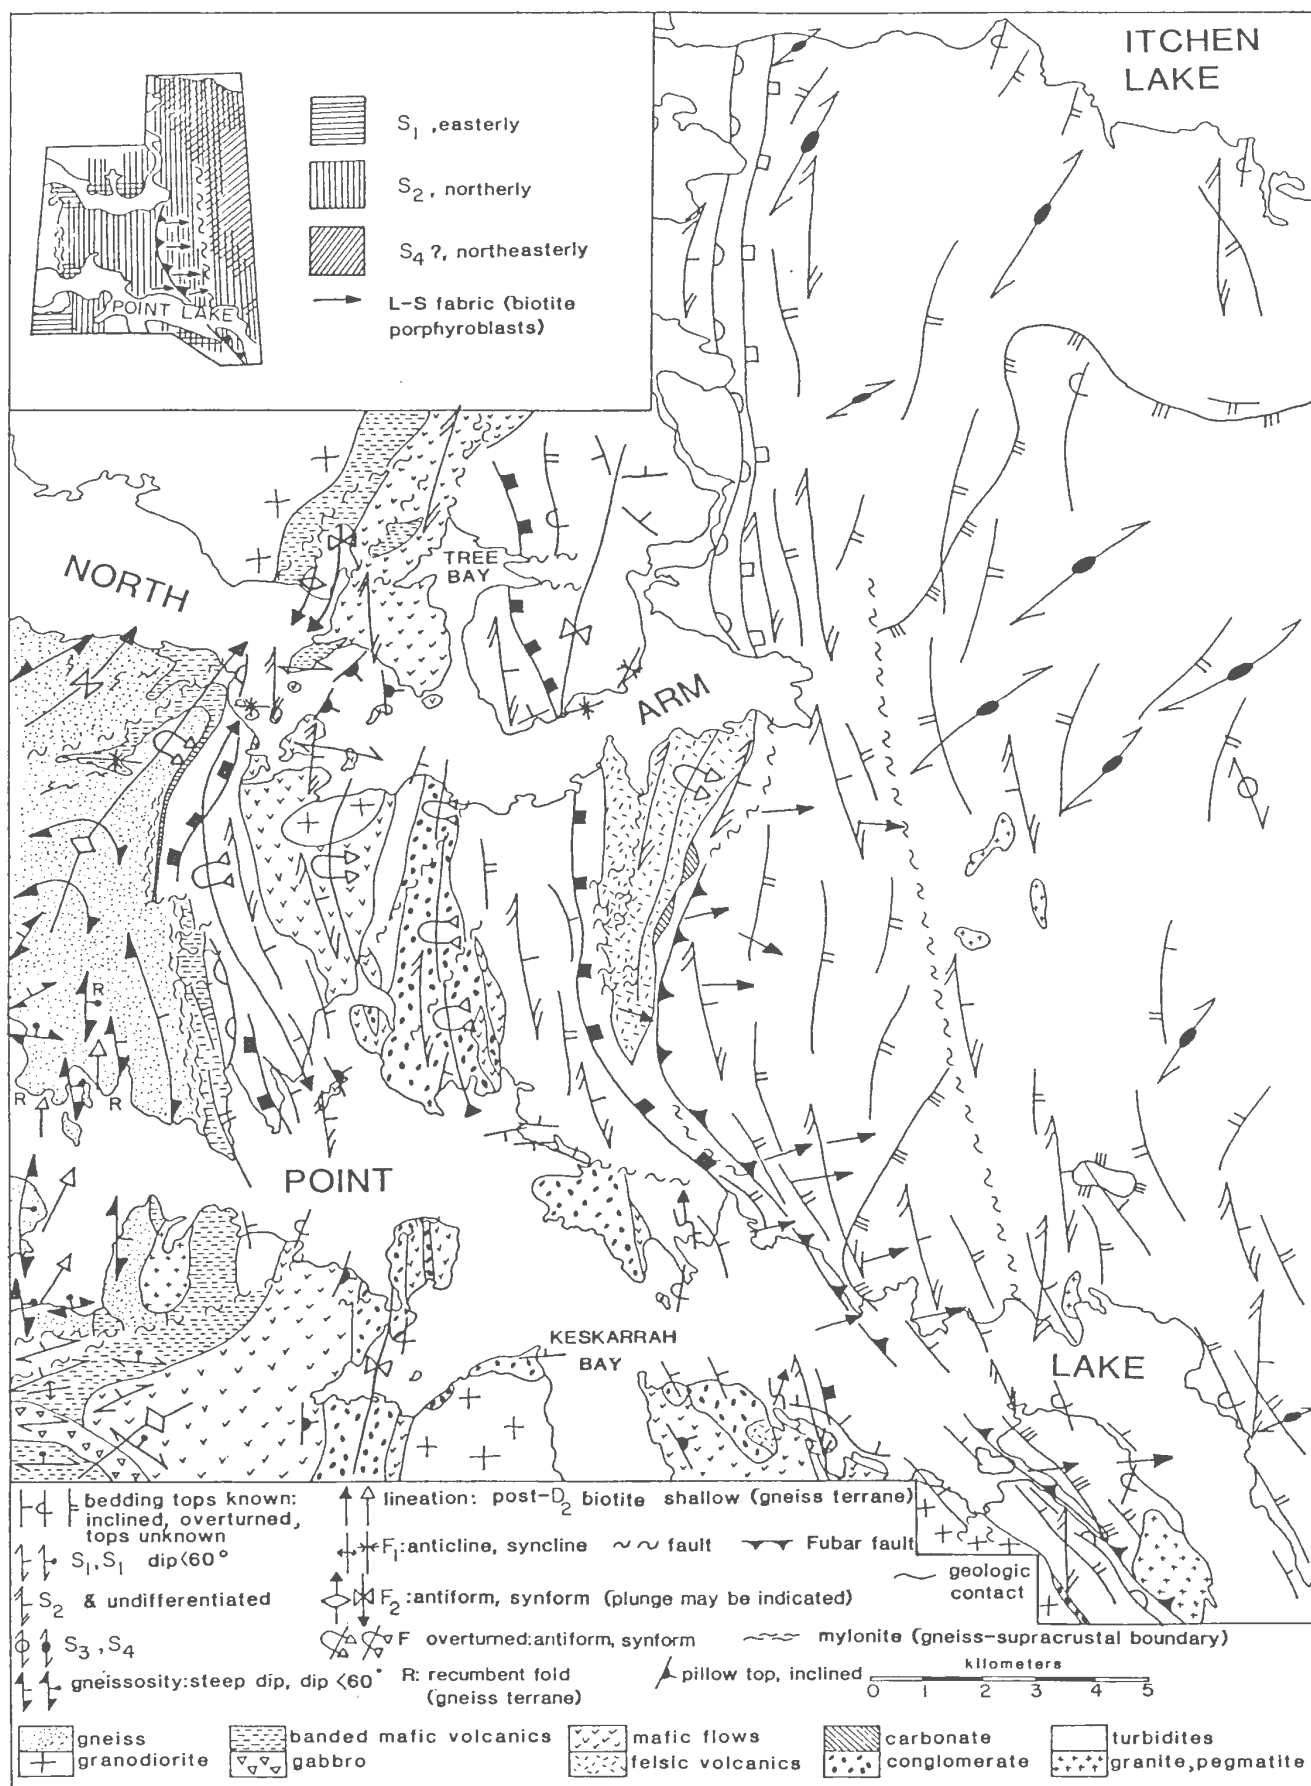 ITCHEN
LAKE
S1 ,easterly
S2, northerly
S4 ?, northeasterly
L-S fabric (biotite
porphyroblasts)
POINT LAKE
TREE
BAY
NORTH
ARM
R
R
R
POINT
KESKARRAH
BAY
LAKE
bedding tops known:
inclined, overturned,
tops unknown
S1,S1 dip<60°
S2 & undifferentiated
S3 , S4
gneissosity:steep dip, dip <60°
lineation: post-D2 biotite shallow (gneiss terrane)
F1:anticline, syncline
fault
Fubar fault
geologic
contact
F2:antiform, synform (plunge may be indicated)
F overturned:antiform, synform
mylonite (gneiss-supracrustal boundary)
R: recumbent fold
(gneiss terrane)
pillow top, inclined
kilometers
0 1 2 3 4 5
gneiss
granodiorite
banded mafic volcanics
gabbro
mafic flows
felsic volcanics
carbonate
conglomerate
turbidites
granite,pegmatite